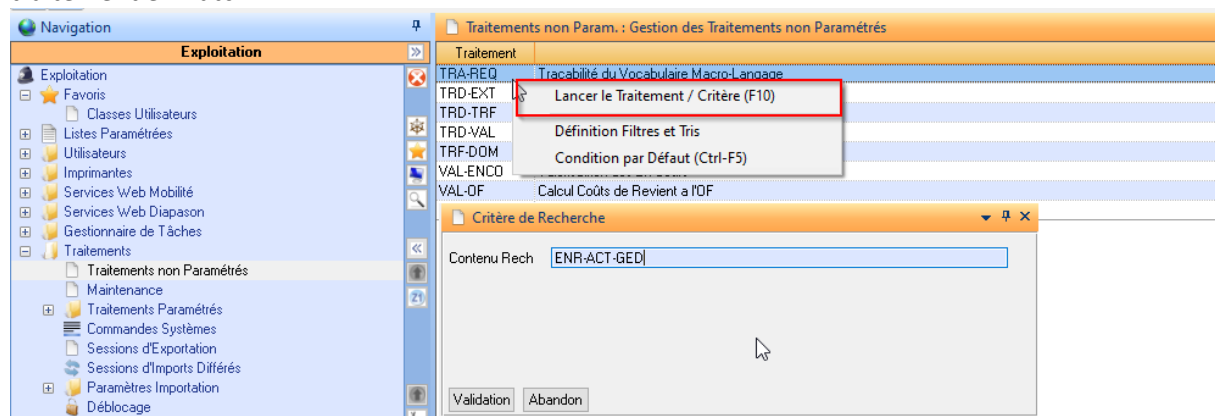 Navigation
Exploitation
Exploitation
Favoris
Classes Utilisateurs
Listes Paramétrées
Utilisateurs
Imprimantes
Services Web Mobilité
Services Web Diapason
Gestionnaire de Tâches
Traitements
Traitements non Paramétrés
Maintenance
Traitements Paramétrés
Commandes Systèmes
Sessions d'Exportation
Sessions d'Imports Différés
Paramètres Importation
Déblocage
Traitements non Param. : Gestion des Traitements non Paramétrés
Traitement
TRA-REQ Tracabilité du Vocabulaire Macro-Langage
TRD-EXT
TRD-TRF
TRD-VAL
TRF-DOM
VAL-ENCO
VAL-OF Calcul Coûts de Revient a l'OF
Lancer le Traitement / Critère (F10)
Définition Filtres et Tris
Condition par Défaut (Ctrl-F5)
Critère de Recherche
Contenu Rech ENR-ACT-GED
Validation Abandon